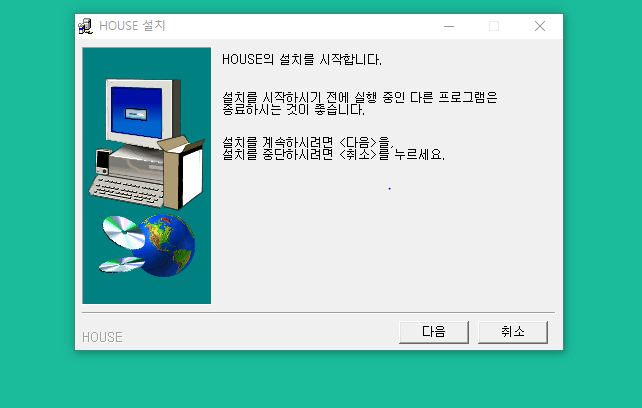 HOUSE 설치
HOUSE의 설치를 시작합니다.
설치를 시작하시기 전에 실행 중인 다른 프로그램은
종료하시는 것이 좋습니다.
설치를 계속하시려면 <다음>을,
설치를 중단하시려면 <취소>를 누르세요.
HOUSE
다음
취소